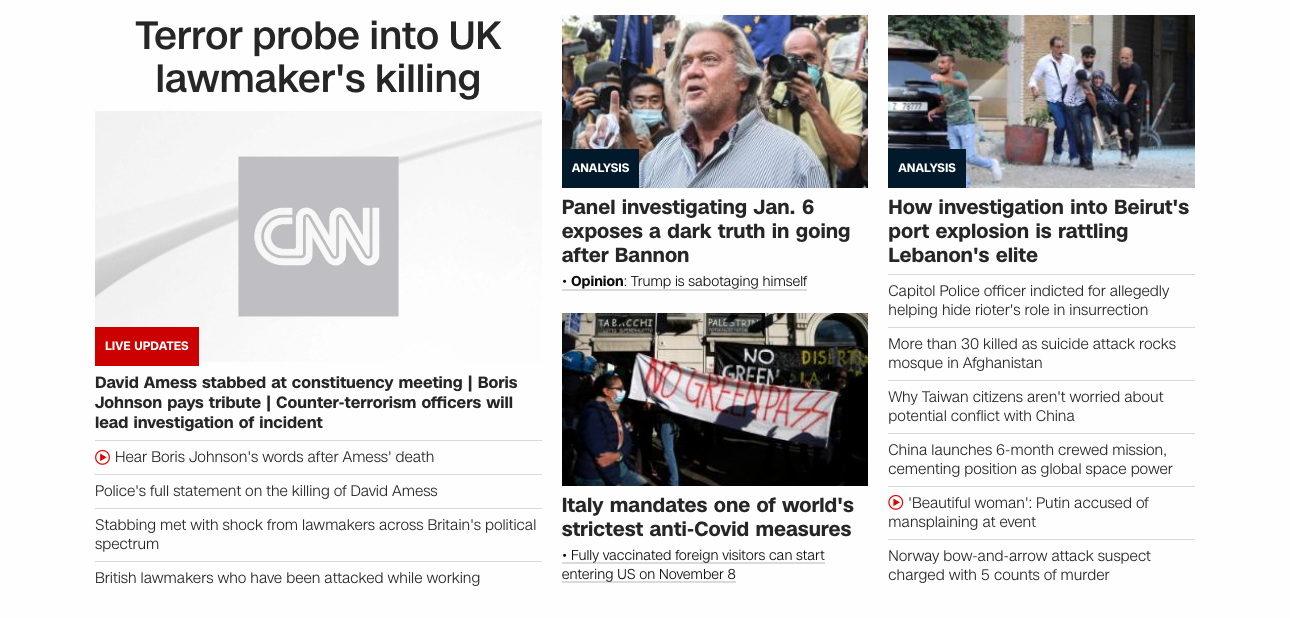 Terror probe into UK
lawmaker's killing
CNN
LIVE UPDATES
David Amess stabbed at constituency meeting | Boris
Johnson pays tribute | Counter-terrorism officers will
lead investigation of incident
Hear Boris Johnson's words after Amess' death
Police's full statement on the killing of David Amess
Stabbing met with shock from lawmakers across Britain's political
spectrum
British lawmakers who have been attacked while working
ANALYSIS
Panel investigating Jan. 6
exposes a dark truth in going
after Bannon
• Opinion: Trump is sabotaging himself
TABACCHI
PALESTRINI
NO
GREEN
DISERT
NO GREEN PASS
Italy mandates one of world's
strictest anti-Covid measures
• Fully vaccinated foreign visitors can start
entering US on November 8
ANALYSIS
How investigation into Beirut's
port explosion is rattling
Lebanon's elite
Capitol Police officer indicted for allegedly
helping hide rioter's role in insurrection
More than 30 killed as suicide attack rocks
mosque in Afghanistan
Why Taiwan citizens aren't worried about
potential conflict with China
China launches 6-month crewed mission,
cementing position as global space power
'Beautiful woman': Putin accused of
mansplaining at event
Norway bow-and-arrow attack suspect
charged with 5 counts of murder